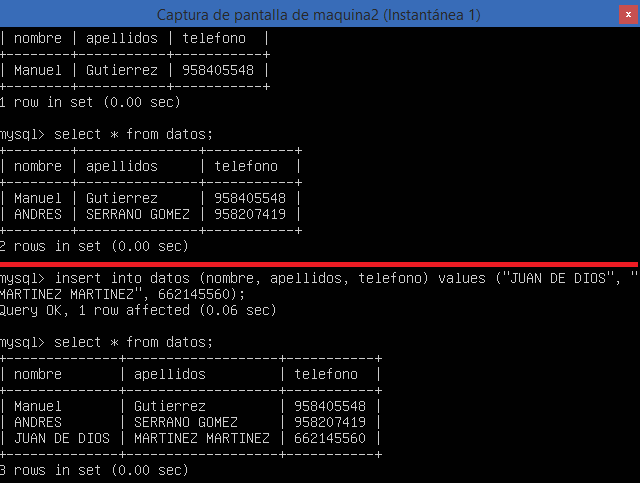 Captura de pantalla de maquina2 (Instantánea 1)
x
| nombre | apellidos | telefono  |
+--------+-----------+-----------+
| Manuel | Gutierrez | 958405548 |
+--------+-----------+-----------+
1 row in set (0.00 sec)
mysql> select * from datos;
+--------+---------------+-----------+
| nombre | apellidos     | telefono  |
+--------+---------------+-----------+
| Manuel | Gutierrez     | 958405548 |
| ANDRES | SERRANO GOMEZ | 958207419 |
+--------+---------------+-----------+
2 rows in set (0.00 sec)
mysql> insert into datos (nombre, apellidos, telefono) values ("JUAN DE DIOS", "
MARTINEZ MARTINEZ", 662145560);
Query OK, 1 row affected (0.06 sec)
mysql> select * from datos;
+--------------+-------------------+-----------+
| nombre       | apellidos         | telefono  |
+--------------+-------------------+-----------+
| Manuel       | Gutierrez         | 958405548 |
| ANDRES       | SERRANO GOMEZ     | 958207419 |
| JUAN DE DIOS | MARTINEZ MARTINEZ | 662145560 |
+--------------+-------------------+-----------+
3 rows in set (0.00 sec)